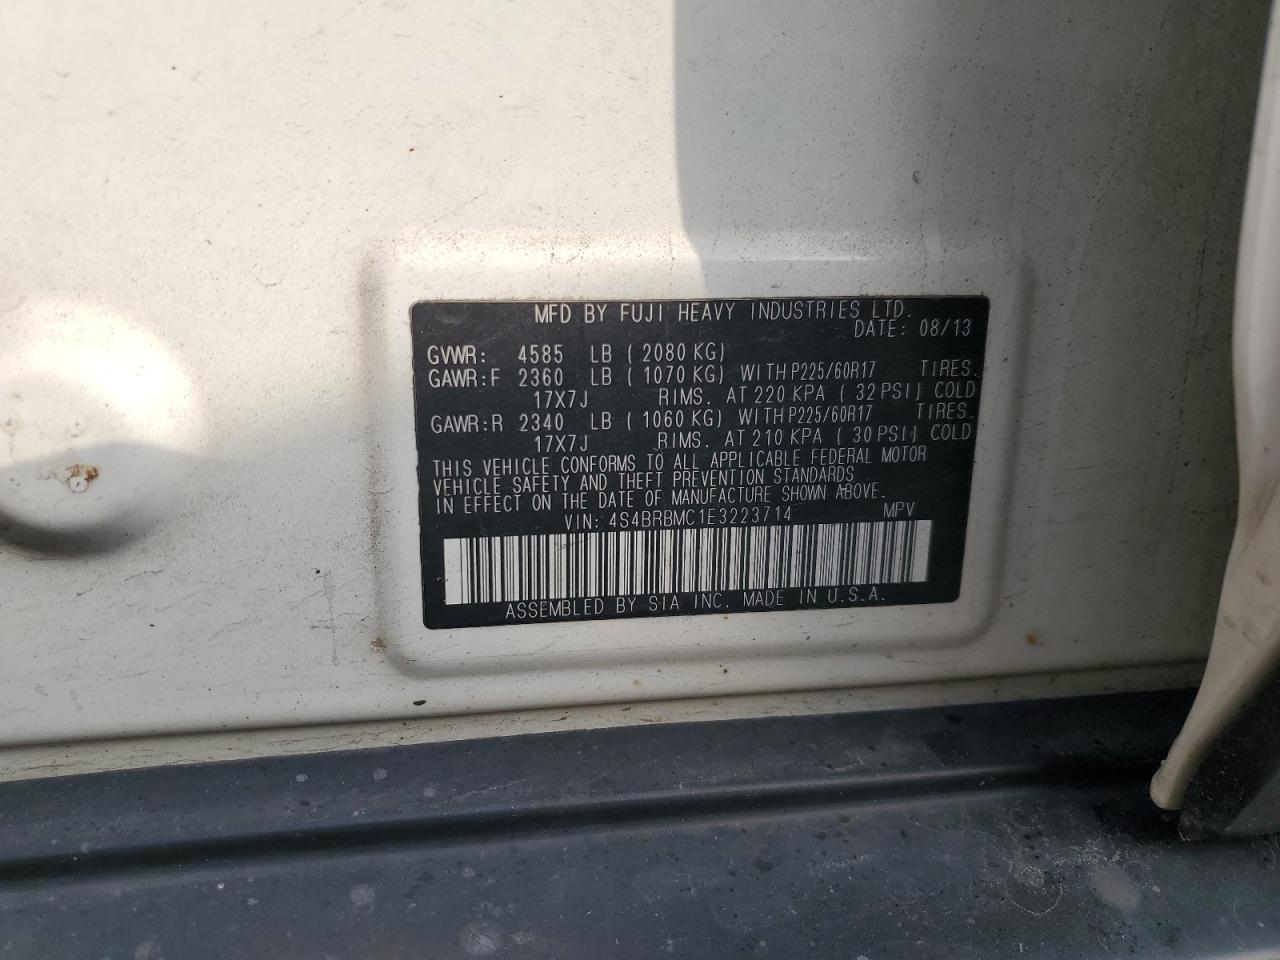 MFD BY FUJI HEAVY INDUSTRIES LTD.
DATE: 08/13
GVWR: 4585 LB ( 2080 KG)
GAWR:F 2360 LB ( 1070 KG) WITH P225/60R17 TIRES.
17X7J RIMS. AT 220 KPA ( 32 PSI) COLD
GAWR:R 2340 LB ( 1060 KG) WITH P225/60R17 TIRES.
17X7J RIMS. AT 210 KPA ( 30 PSI) COLD
THIS VEHICLE CONFORMS TO ALL APPLICABLE FEDERAL MOTOR
VEHICLE SAFETY AND THEFT PREVENTION STANDARDS
IN EFFECT ON THE DATE OF MANUFACTURE SHOWN ABOVE.
VIN: 4S4BRBMC1E3223714 MPV
ASSEMBLED BY SIA INC. MADE IN U.S.A.